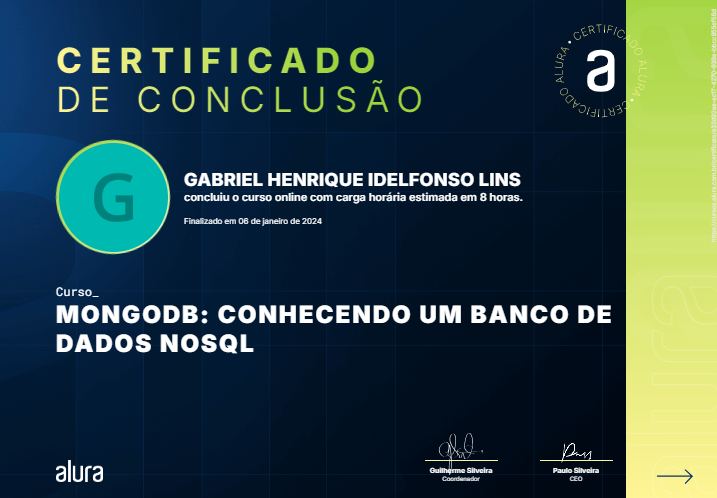 CERTIFICADO
DE CONCLUSÃO
CERTIFICADO ALURA • CERTIFICADO ALURA •
a
G
GABRIEL HENRIQUE IDELFONSO LINS
concluiu o curso online com carga horária estimada em 8 horas.
Finalizado em 06 de janeiro de 2024
Curso_
MONGODB: CONHECENDO UM BANCO DE
DADOS NOSQL
Guilherme Silveira
Coordenador
Paulo Silveira
CEO
alura
alura